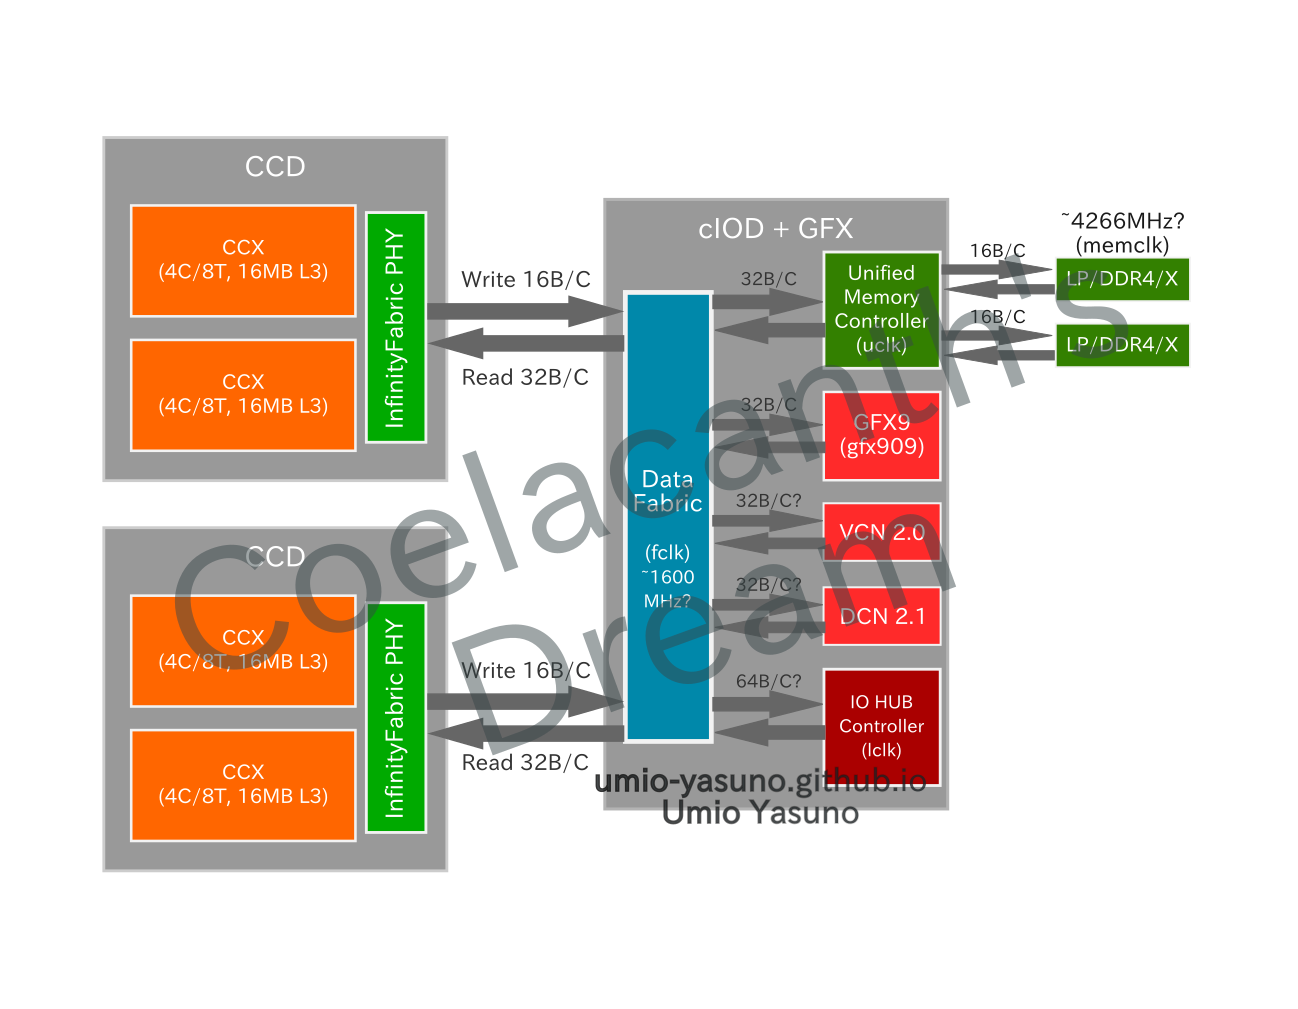 CCD
CCX
(4C/8T, 16MB L3)
CCX
(4C/8T, 16MB L3)
InfinityFabric PHY
Write 16B/C
Read 32B/C
CCD
CCX
(4C/8T, 16MB L3)
CCX
(4C/8T, 16MB L3)
InfinityFabric PHY
Write 16B/C
Read 32B/C
cIOD + GFX
Data
Fabric
(fclk)
~1600
MHz?
32B/C
Unified
Memory
Controller
(uclk)
32B/C
GFX9
(gfx909)
32B/C?
VCN 2.0
32B/C?
DCN 2.1
64B/C?
IO HUB
Controller
(lclk)
~4266MHz?
(memclk)
16B/C
LP/DDR4/X
16B/C
LP/DDR4/X
Coelacanth's
Dream
umio-yasuno.github.io
Umio Yasuno